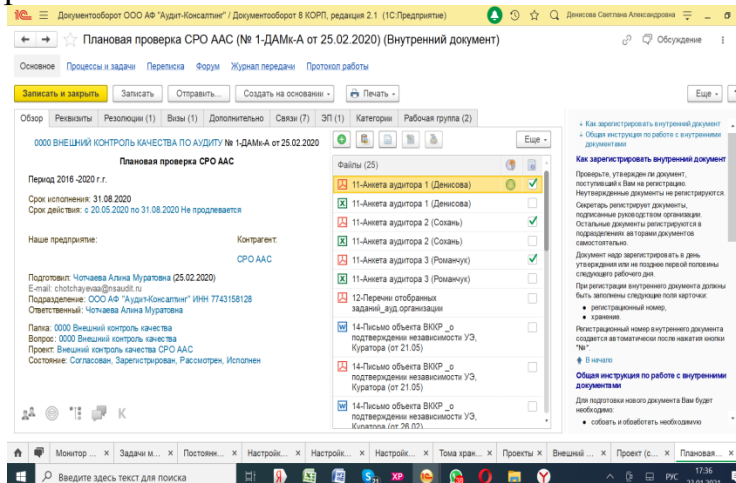 Документооборот ООО АФ "Аудит-Консалтинг" / Документооборот 8 КОРП, редакция 2.1 (1С:Предприятие)
Денисова Светлана Александровна
Плановая проверка СРО ААС (№ 1-ДАМк-А от 25.02.2020) (Внутренний документ)
Обсуждение
Основное Процессы и задачи Переписка Форум Журнал передачи Протокол работы
Записать и закрыть Записать Отправить... Создать на основании Печать Еще
Обзор Реквизиты Резолюции (1) Визы (1) Дополнительно Связи (7) ЭП (1) Категории Рабочая группа (2)
0000 ВНЕШНИЙ КОНТРОЛЬ КАЧЕСТВА ПО АУДИТУ № 1-ДАМк-А от 25.02.2020
Плановая проверка СРО ААС
Период 2016 -2020 г.г.
Срок исполнения: 31.08.2020
Срок действия: с 20.05.2020 по 31.08.2020 Не продлевается
Наше предприятие: Контрагент:
СРО ААС
Подготовил: Чотчаева Алина Муратовна (25.02.2020)
E-mail: chotchayevaa@nsaudit.ru
Подразделение: ООО АФ "Аудит-Консалтинг" ИНН 7743158128
Ответственный: Чотчаева Алина Муратовна
Папка: 0000 Внешний контроль качества
Вопрос: 0000 Внешний контроль качества
Проект: Внешний контроль качества СРО ААС
Состояние: Согласован, Зарегистрирован, Рассмотрен, Исполнен
Еще
Файлы (25)
11-Анкета аудитора 1 (Денисова)
11-Анкета аудитора 1 (Денисова)
11-Анкета аудитора 2 (Сохань)
11-Анкета аудитора 2 (Сохань)
11-Анкета аудитора 3 (Романчук)
11-Анкета аудитора 3 (Романчук)
12-Перечни отобранных
заданий_ауд.организации
14-Письмо объекта ВККР _о
подтверждении независимости УЭ,
Куратора (от 21.05)
14-Письмо объекта ВККР _о
подтверждении независимости УЭ,
Куратора (от 21.05)
14-Письмо объекта ВККР _о
подтверждении независимости УЭ,
Куратора (от 26.02)
Как зарегистрировать внутренний документ
Общая инструкция по работе с внутренними
документами
Как зарегистрировать внутренний документ
Проверьте, утвержден ли документ,
поступивший к Вам на регистрацию.
Неутвержденные документы не регистрируются.
Секретарь регистрирует документы,
подписанные руководством организации.
Остальные документы регистрируются в
подразделениях авторами документов
самостоятельно.
Документ надо зарегистрировать в день
утверждения или не позднее первой половины
следующего рабочего дня.
При регистрации внутреннего документа должны
быть заполнены следующие поля карточки:
регистрационный номер,
хранение.
Регистрационный номер внутреннего документа
создается автоматически после нажатия кнопки
"№".
В начало
Общая инструкция по работе с внутренними
документами
Для подготовки нового документа Вам будет
необходимо:
собрать и обработать необходимую
Монитор ... Задачи м... Постоянн... Настройк... Настройк... Настройк... Тома хран... Проекты Внешний ... Проект (с... Плановая...
Введите здесь текст для поиска
XP
РУС
17:36